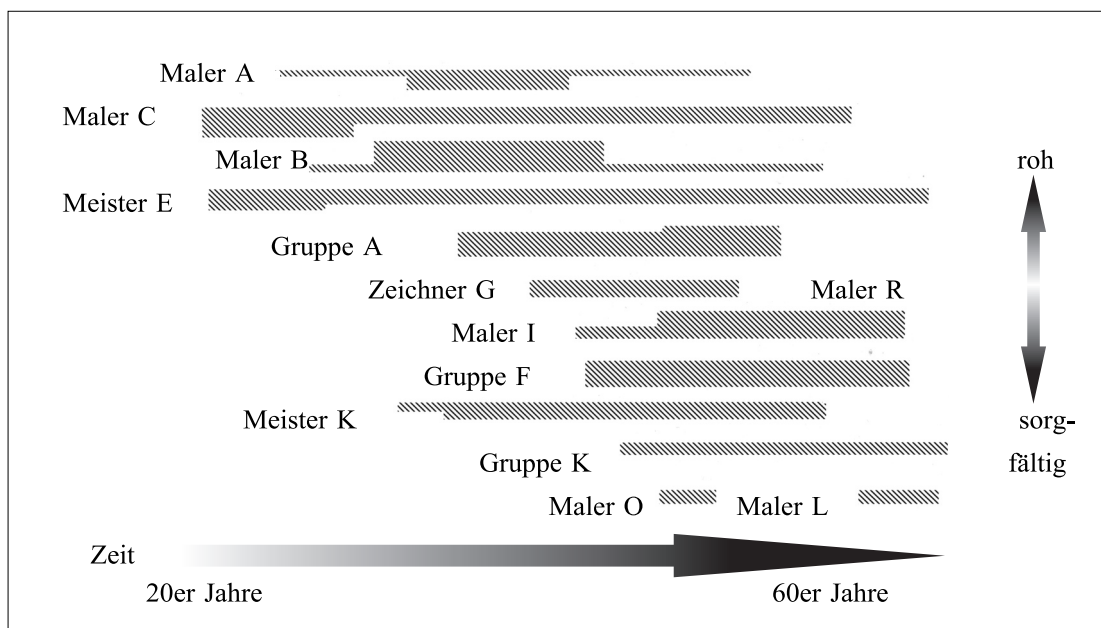 Maler A
Maler C
Maler B
roh
Meister E
Gruppe A
Zeichner G
Maler R
Maler I
Gruppe F
Meister K
sorg-
Gruppe K
fältig
Maler O
Maler L
Zeit
20er Jahre
60er Jahre